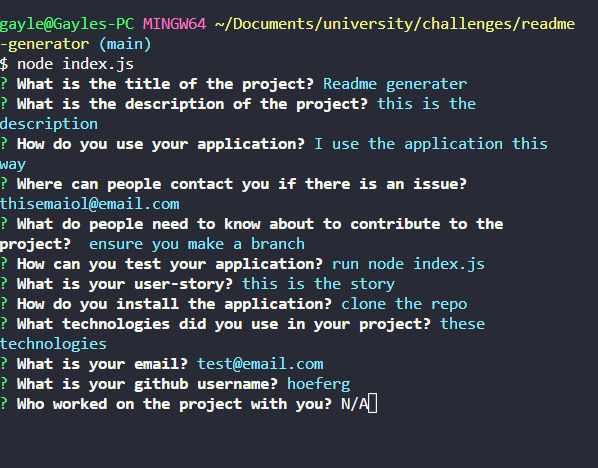 gayle@Gayles-PC MINGW64 ~/Documents/university/challenges/readme
-generator (main)
$ node index.js
? What is the title of the project? Readme generater
? What is the description of the project? this is the
description
? How do you use your application? I use the application this
way
? Where can people contact you if there is an issue?
thisemaiol@email.com
? What do people need to know about to contribute to the
project?  ensure you make a branch
? How can you test your application? run node index.js
? What is your user-story? this is the story
? How do you install the application? clone the repo
? What technologies did you use in your project? these
technologies
? What is your email? test@email.com
? What is your github username? hoeferg
? Who worked on the project with you? N/A